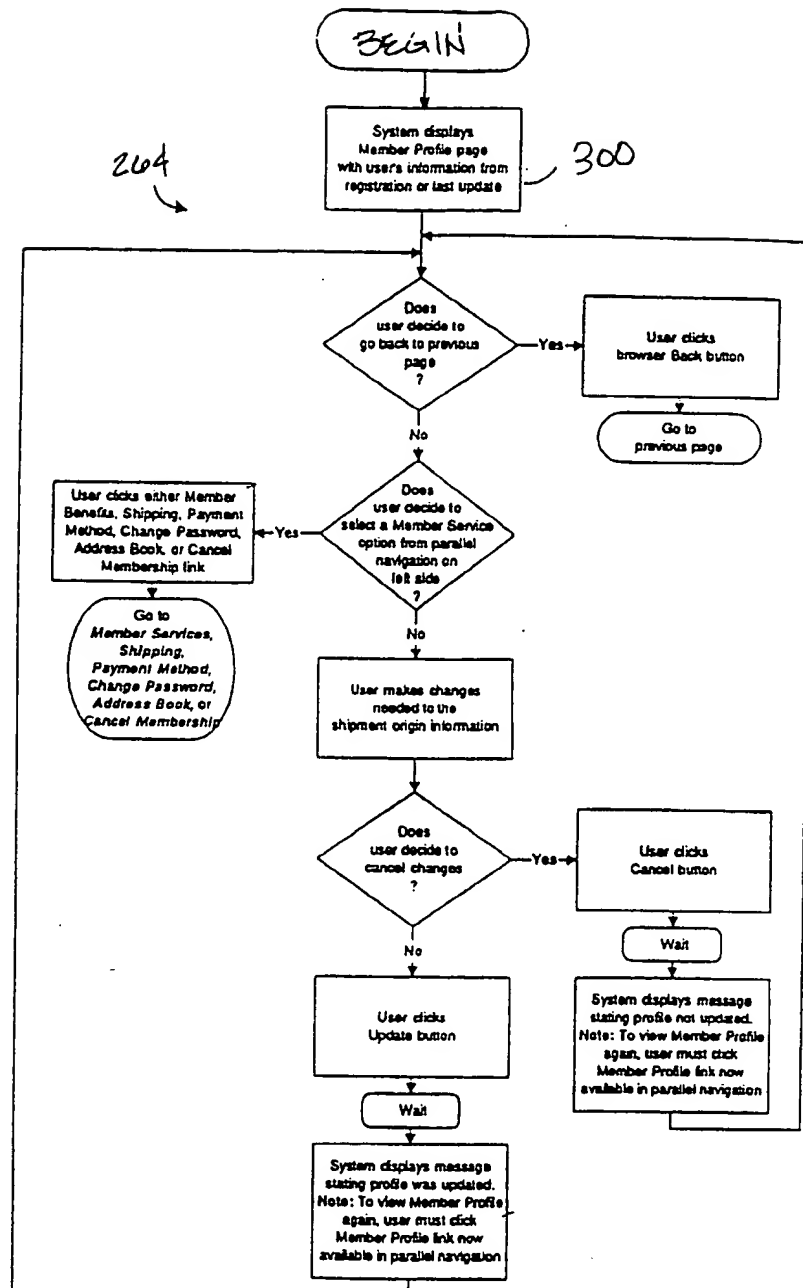 BEGIN
System displays
Member Profile page
with user's information from
registration or last update
300
264
Does
user decide to
go back to previous
page
?
Yes
User clicks
browser Back button
Go to
previous page
No
Does
user decide to
select a Member Service
option from parallel
navigation on
left side
?
Yes
User clicks either Member
Benefits, Shipping, Payment
Method, Change Password,
Address Book, or Cancel
Membership link
Go to
Member Services,
Shipping,
Payment Method,
Change Password,
Address Book, or
Cancel Membership
No
User makes changes
needed to the
shipment origin information
Does
user decide to
cancel changes
?
Yes
User clicks
Cancel button
Wait
System displays message
stating profile not updated.
Note: To view Member Profile
again, user must click
Member Profile link now
available in parallel navigation
No
User clicks
Update button
Wait
System displays message
stating profile was updated.
Note: To view Member Profile
again, user must click
Member Profile link now
available in parallel navigation